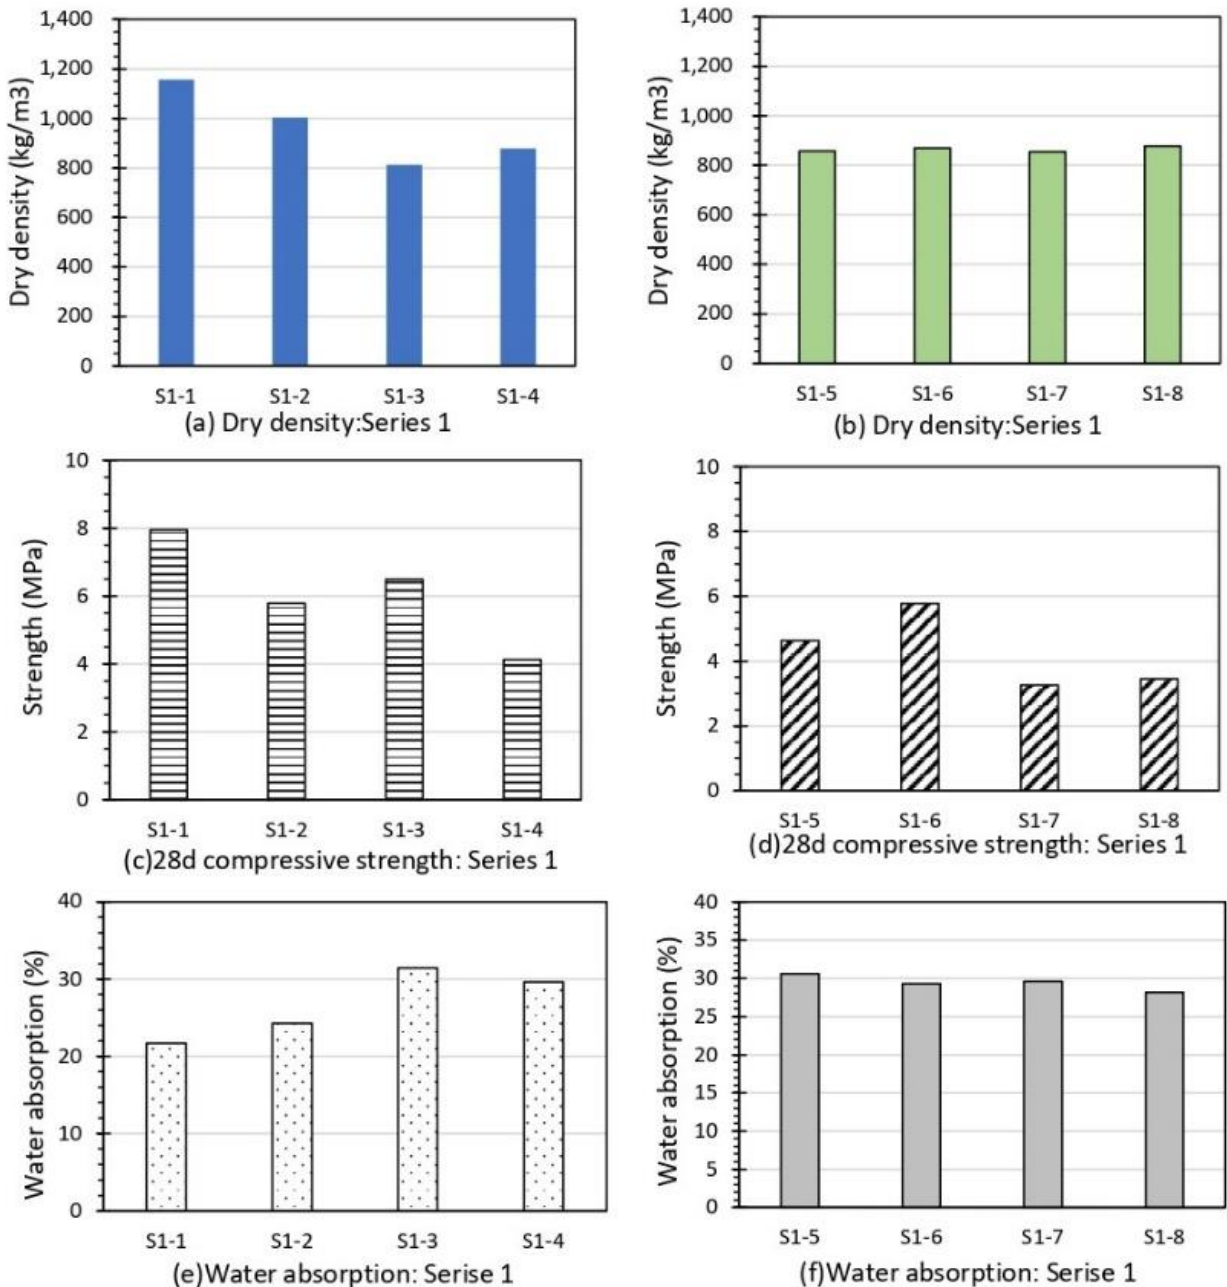 1,400
1,200
1,000
800
600
400
200
0
Dry density (kg/m3)
S1-1 S1-2 S1-3 S1-4
(a) Dry density:Series 1
1,400
1,200
1,000
800
600
400
200
0
Dry density (kg/m3)
S1-5 S1-6 S1-7 S1-8
(b) Dry density:Series 1
10
8
6
4
2
0
Strength (MPa)
S1-1 S1-2 S1-3 S1-4
(c)28d compressive strength: Series 1
10
8
6
4
2
0
Strength (MPa)
S1-5 S1-6 S1-7 S1-8
(d)28d compressive strength: Series 1
40
30
20
10
0
Water absorption (%)
S1-1 S1-2 S1-3 S1-4
(e)Water absorption: Serise 1
40
35
30
25
20
15
10
5
0
Water absorption (%)
S1-5 S1-6 S1-7 S1-8
(f)Water absorption: Serise 1